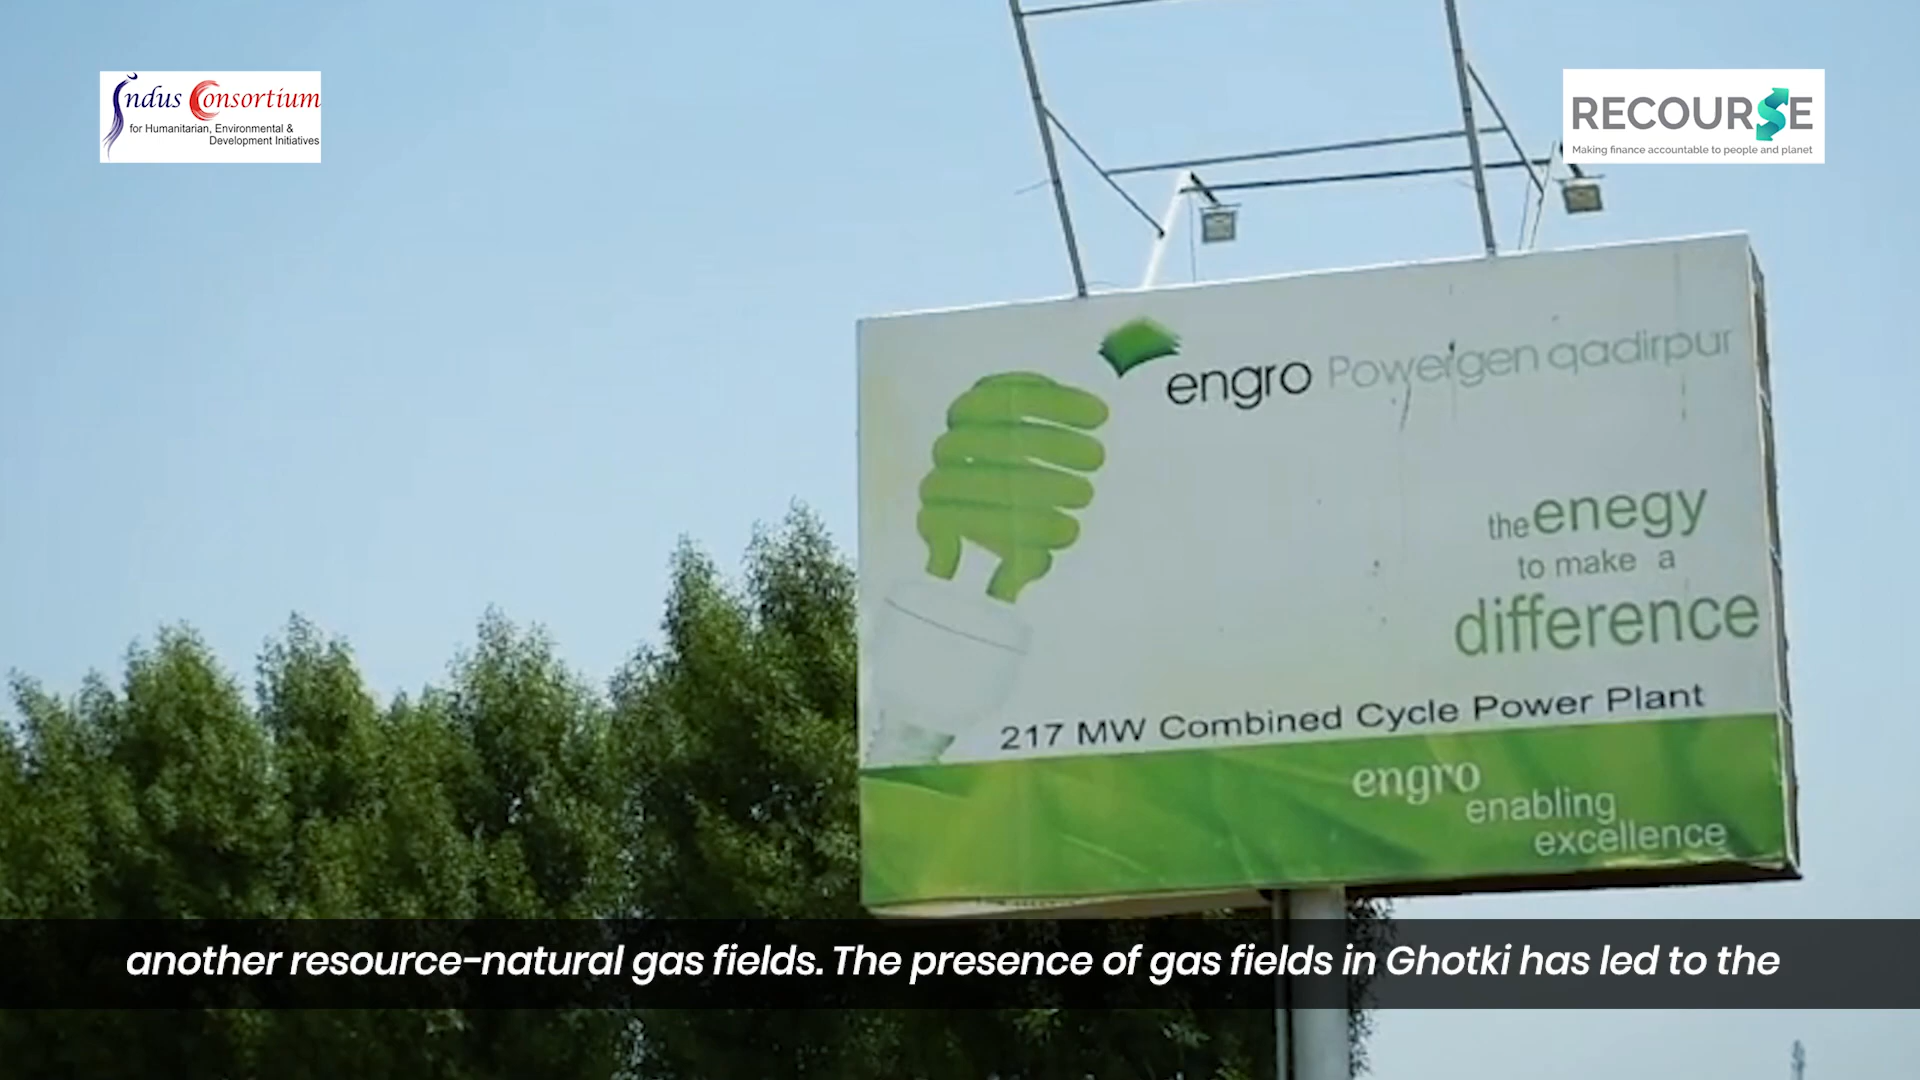 Indus Consortium
for Humanitarian, Environmental &
Development Initiatives
RECOURSE
Making finance accountable to people and planet
engro Powergen qadirpur
the enegy
to make a
difference
217 MW Combined Cycle Power Plant
engro
enabling
excellence
another resource-natural gas fields. The presence of gas fields in Ghotki has led to the